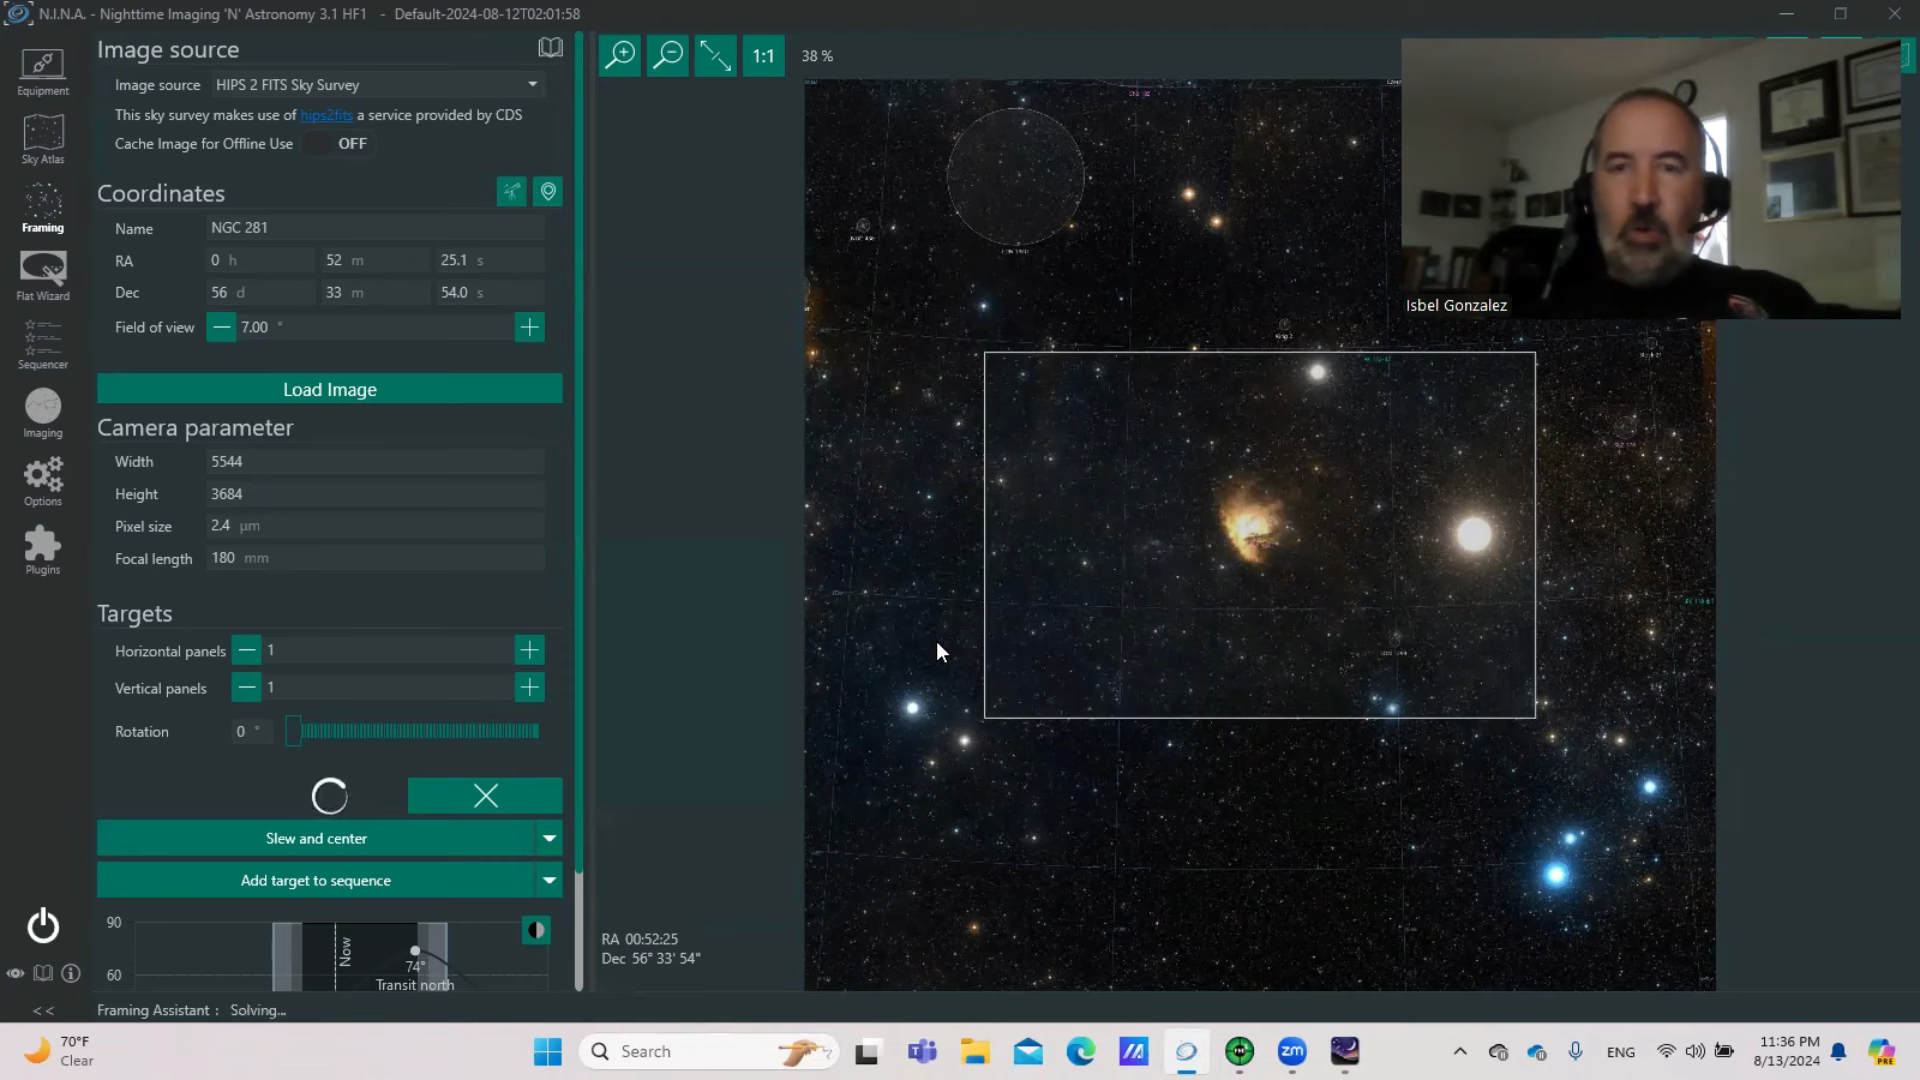 N.I.N.A. - Nighttime Imaging 'N' Astronomy 3.1 HF1 - Default-2024-08-12T02:01:58
Equipment
Sky Atlas
Framing
Flat Wizard
Sequencer
Imaging
Options
Plugins
<<
Image source
Image source HIPS 2 FITS Sky Survey
This sky survey makes use of hips2fits a service provided by CDS
Cache Image for Offline Use OFF
Coordinates
Name NGC 281
RA 0 h 52 m 25.1 s
Dec 56 d 33 m 54.0 s
Field of view 7.00 °
Load Image
Camera parameter
Width 5544
Height 3684
Pixel size 2.4 µm
Focal length 180 mm
Targets
Horizontal panels 1
Vertical panels 1
Rotation 0 °
Slew and center
Add target to sequence
90
60
Now
74°
Transit north
Framing Assistant : Solving...
1:1 38 %
King 2
RA 00:52:25
Dec 56° 33' 54"
Isbel Gonzalez
70°F
Clear
Search
zm
ENG
11:36 PM
8/13/2024
PRE